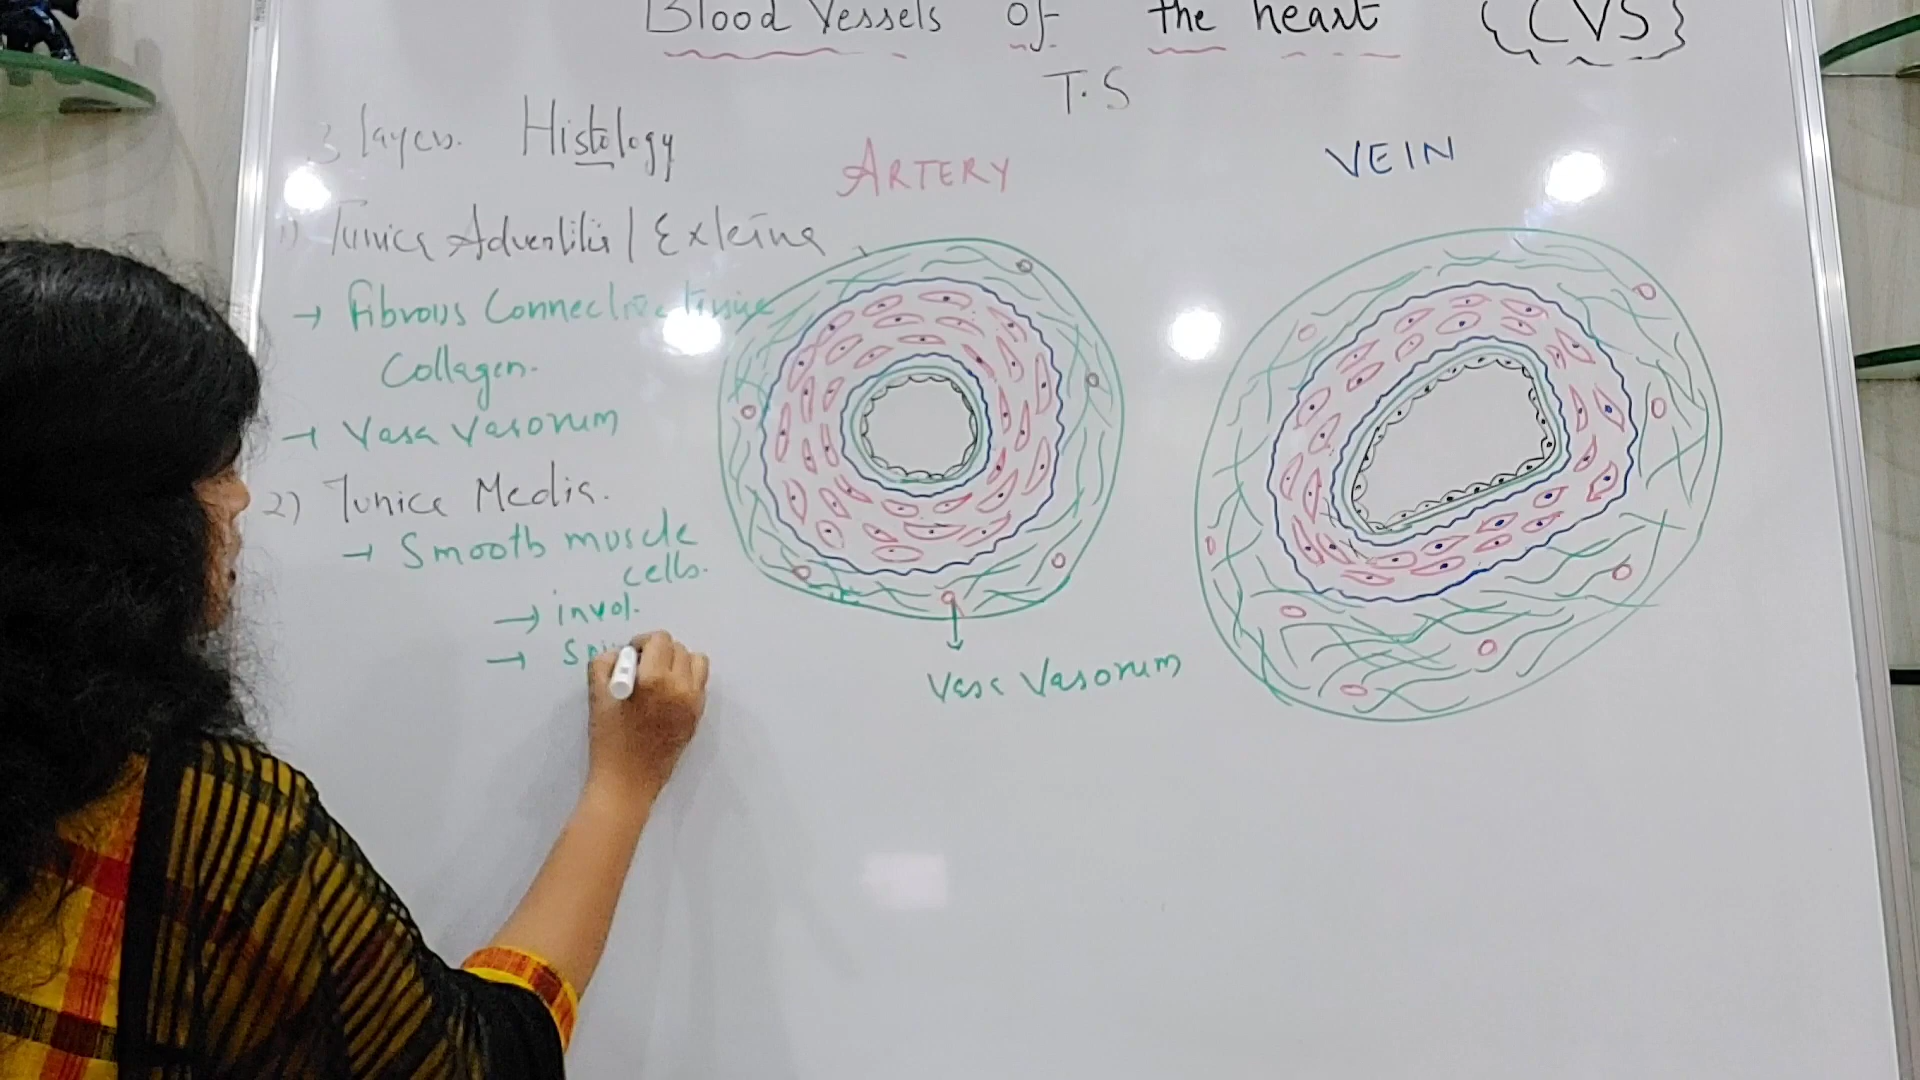 Blood Vessels of the heart {CVS}
T.S
3 layers. Histology
ARTERY
VEIN
1) Tunica Adventitia / Externa
→ Fibrous Connective tissue
Collagen.
→ Vasa Vasorum
2) Tunica Media.
→ Smooth muscle
cells.
→ invol.
→ Spi
Vasa Vasorum